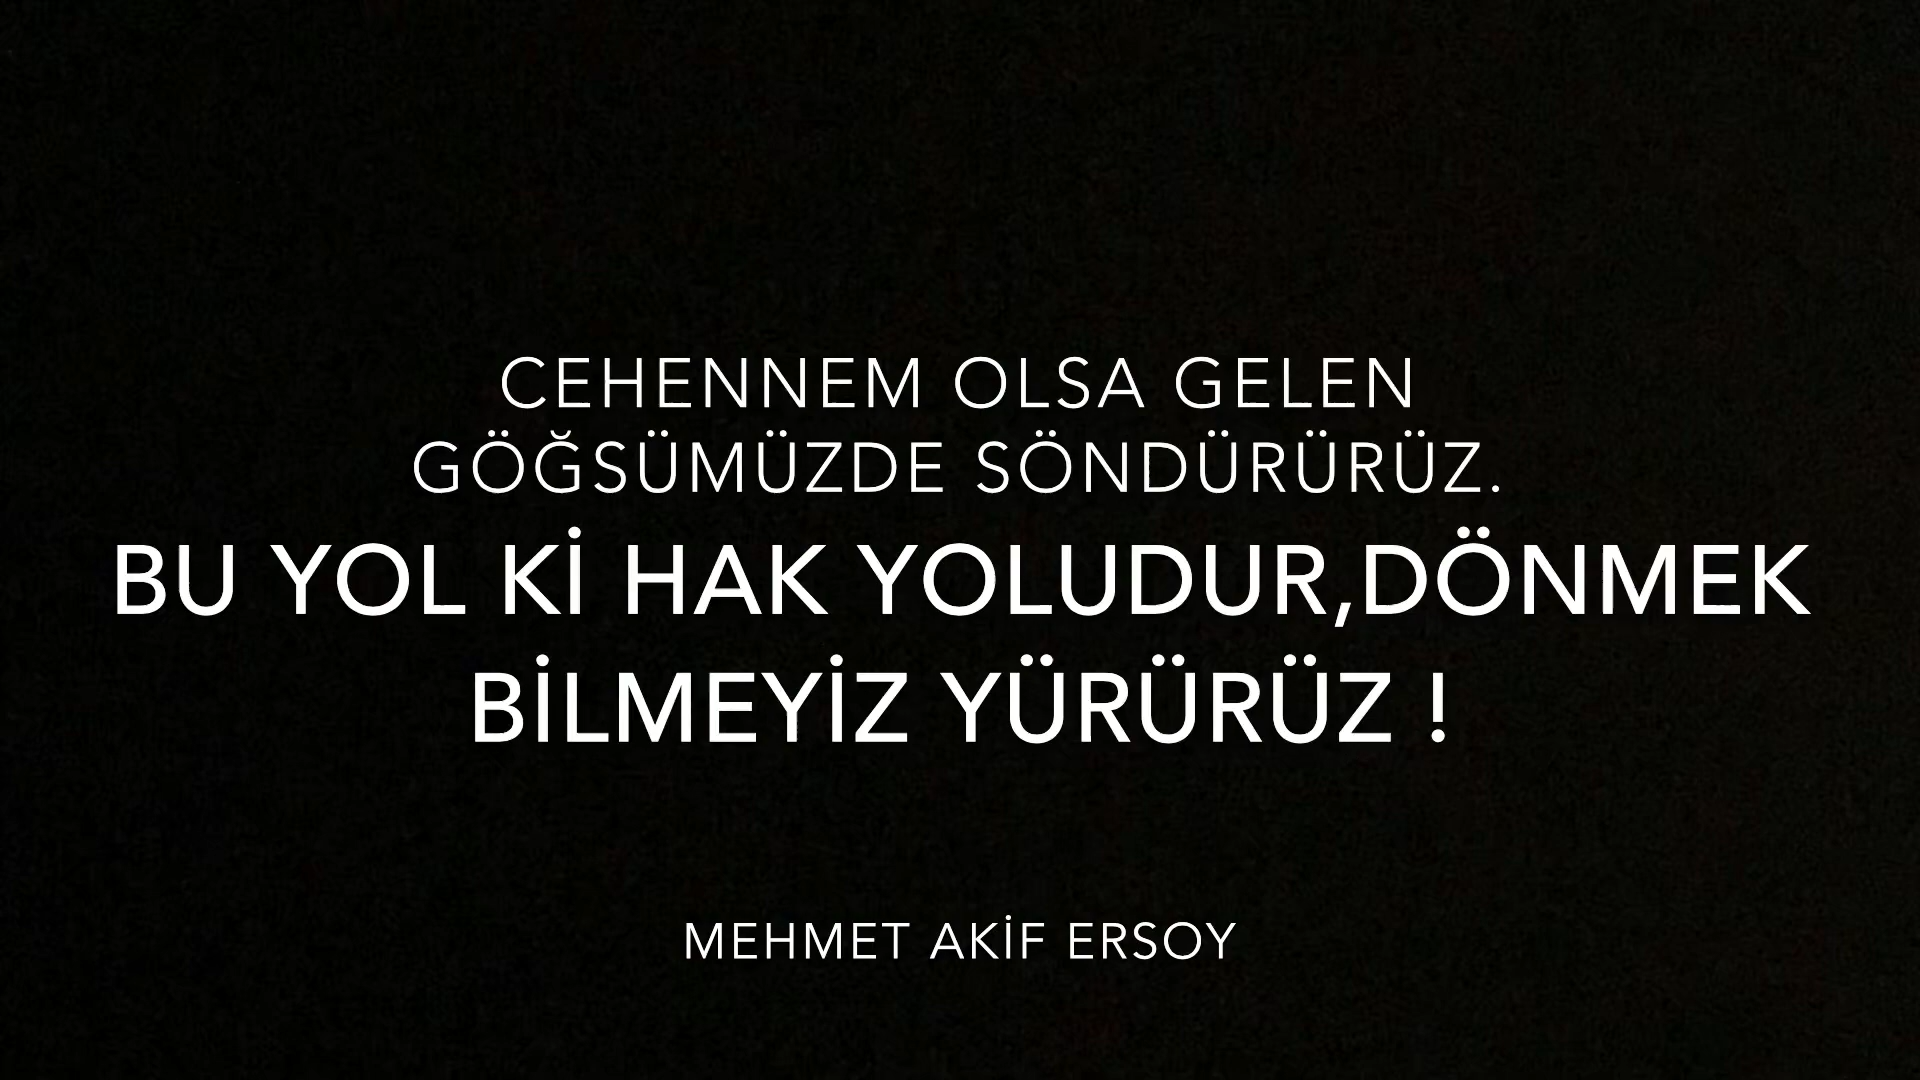 CEHENNEM OLSA GELEN
GÖĞSÜMÜZDE SÖNDÜRÜRÜZ.
BU YOL Kİ HAK YOLUDUR,DÖNMEK
BİLMEYİZ YÜRÜRÜZ !
MEHMET AKİF ERSOY